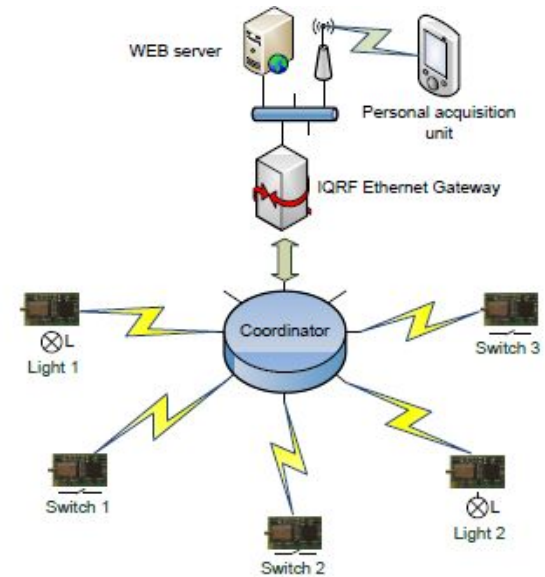 WEB server
Personal acquisition
unit
IQRF Ethernet Gateway
Coordinator
L
Light 1
Switch 3
Switch 1
L
Light 2
Switch 2